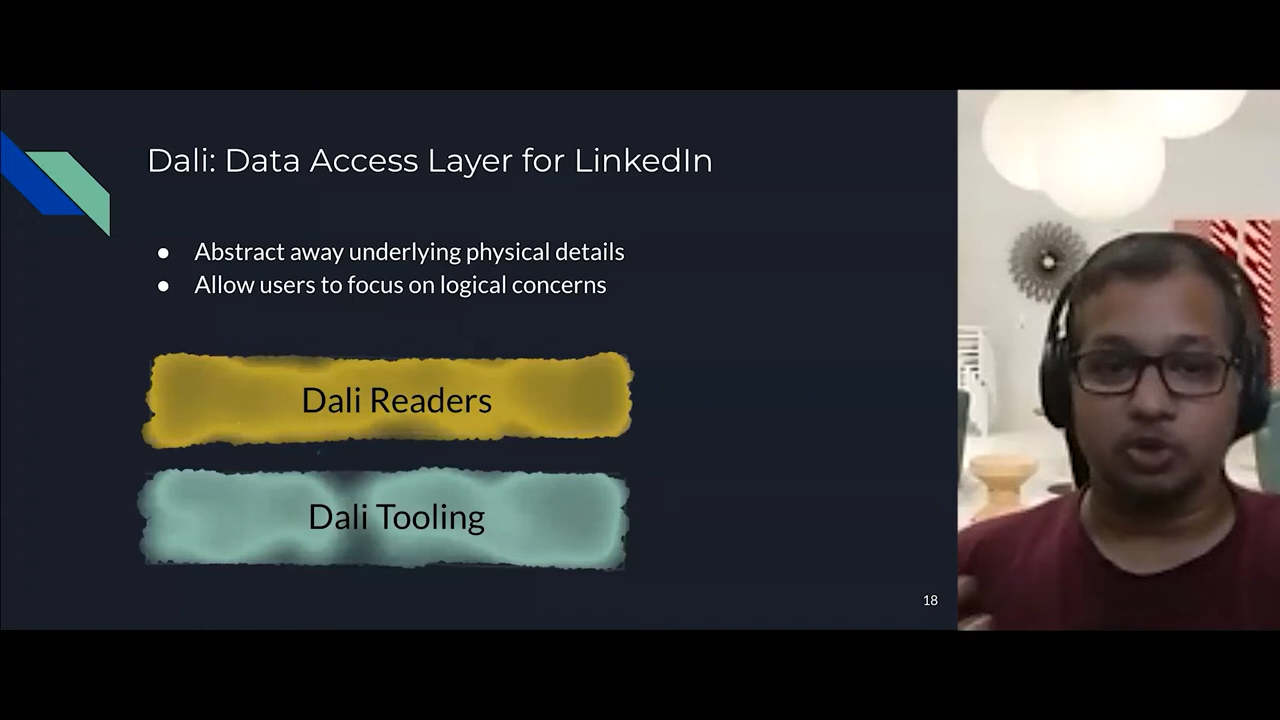 Dali: Data Access Layer for LinkedIn
● Abstract away underlying physical details
● Allow users to focus on logical concerns
Dali Readers
Dali Tooling
18